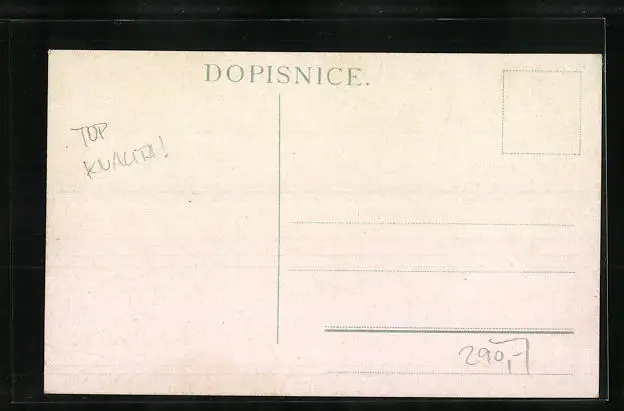 DOPISNICE.
TOP
KVALITA!
290,-